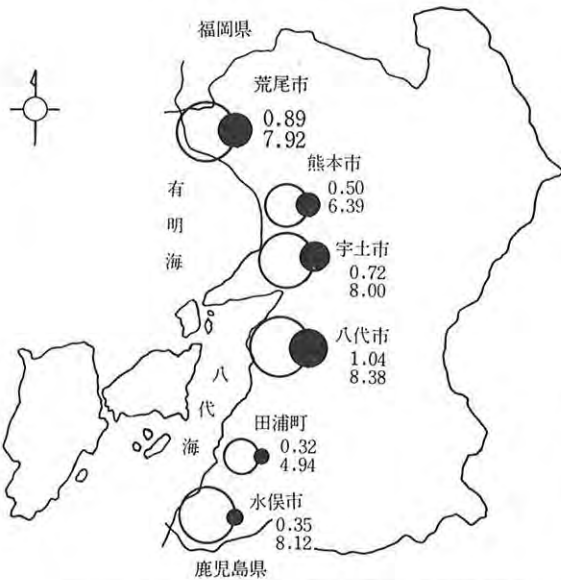 福岡県
荒尾市
0.89
7.92
熊本市
0.50
6.39
有明海
宇土市
0.72
8.00
八代市
1.04
8.38
八代海
田浦町
0.32
4.94
水俣市
0.35
8.12
鹿児島県